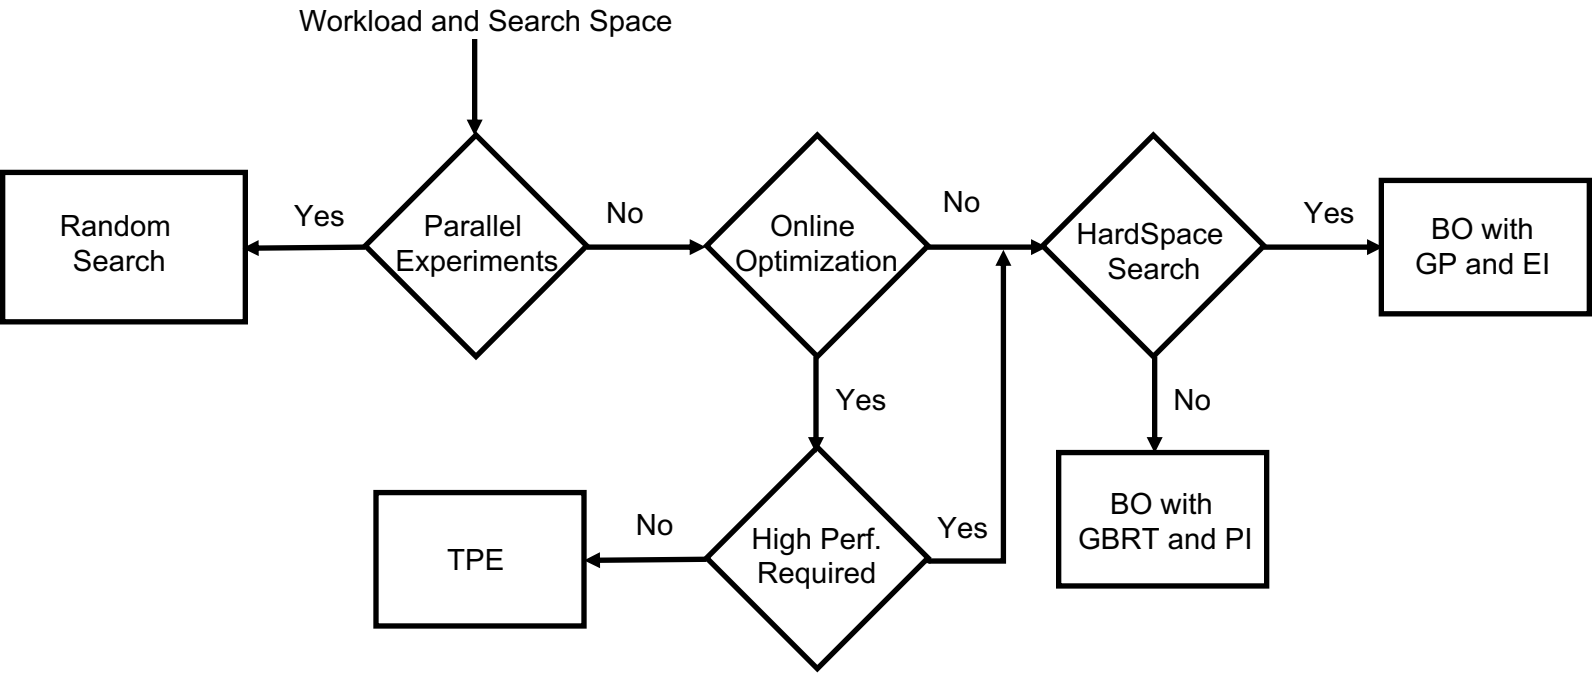 Workload and Search Space
Random
Search
Yes
Parallel
Experiments
No
Online
Optimization
No
HardSpace
Search
Yes
BO with
GP and EI
Yes
No
TPE
No
High Perf.
Required
Yes
BO with
GBRT and PI